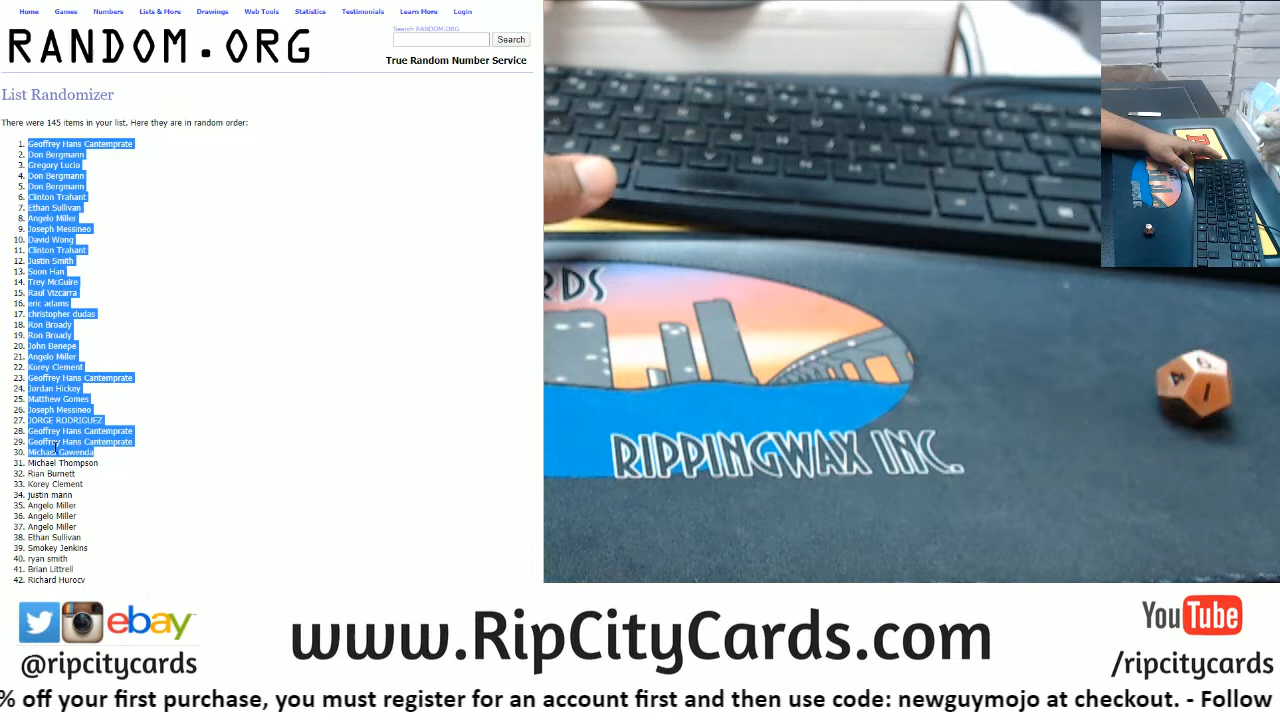 Home Games Numbers Lists & More Drawings Web Tools Statistics Testimonials Learn More Login
RANDOM.ORG
Search RANDOM.ORG
Search
True Random Number Service
List Randomizer
There were 145 items in your list. Here they are in random order:
1. Geoffrey Hans Cantemprate
2. Don Bergmann
3. Gregory Lucio
4. Don Bergmann
5. Don Bergmann
6. Clinton Trahant
7. Ethan Sullivan
8. Angelo Miller
9. Joseph Messineo
10. David Wong
11. Clinton Trahant
12. Justin Smith
13. Soon Han
14. Trey McGuire
15. Raul Vizcarra
16. eric adams
17. christopher dudas
18. Ron Broady
19. Ron Broady
20. John Benepe
21. Angelo Miller
22. Korey Clement
23. Geoffrey Hans Cantemprate
24. Jordan Hickey
25. Matthew Gomes
26. Joseph Messineo
27. JORGE RODRIGUEZ
28. Geoffrey Hans Cantemprate
29. Geoffrey Hans Cantemprate
30. Michael Gawenda
31. Michael Thompson
32. Rian Burnett
33. Korey Clement
34. justin mann
35. Angelo Miller
36. Angelo Miller
37. Angelo Miller
38. Ethan Sullivan
39. Smokey Jenkins
40. ryan smith
41. Brian Littrell
42. Richard Hurocy
RDS
RIPPINGWAX INC.
4 1
ebay
@ripcitycards
www.RipCityCards.com
YouTube
/ripcitycards
% off your first purchase, you must register for an account first and then use code: newguymojo at checkout. - Follow